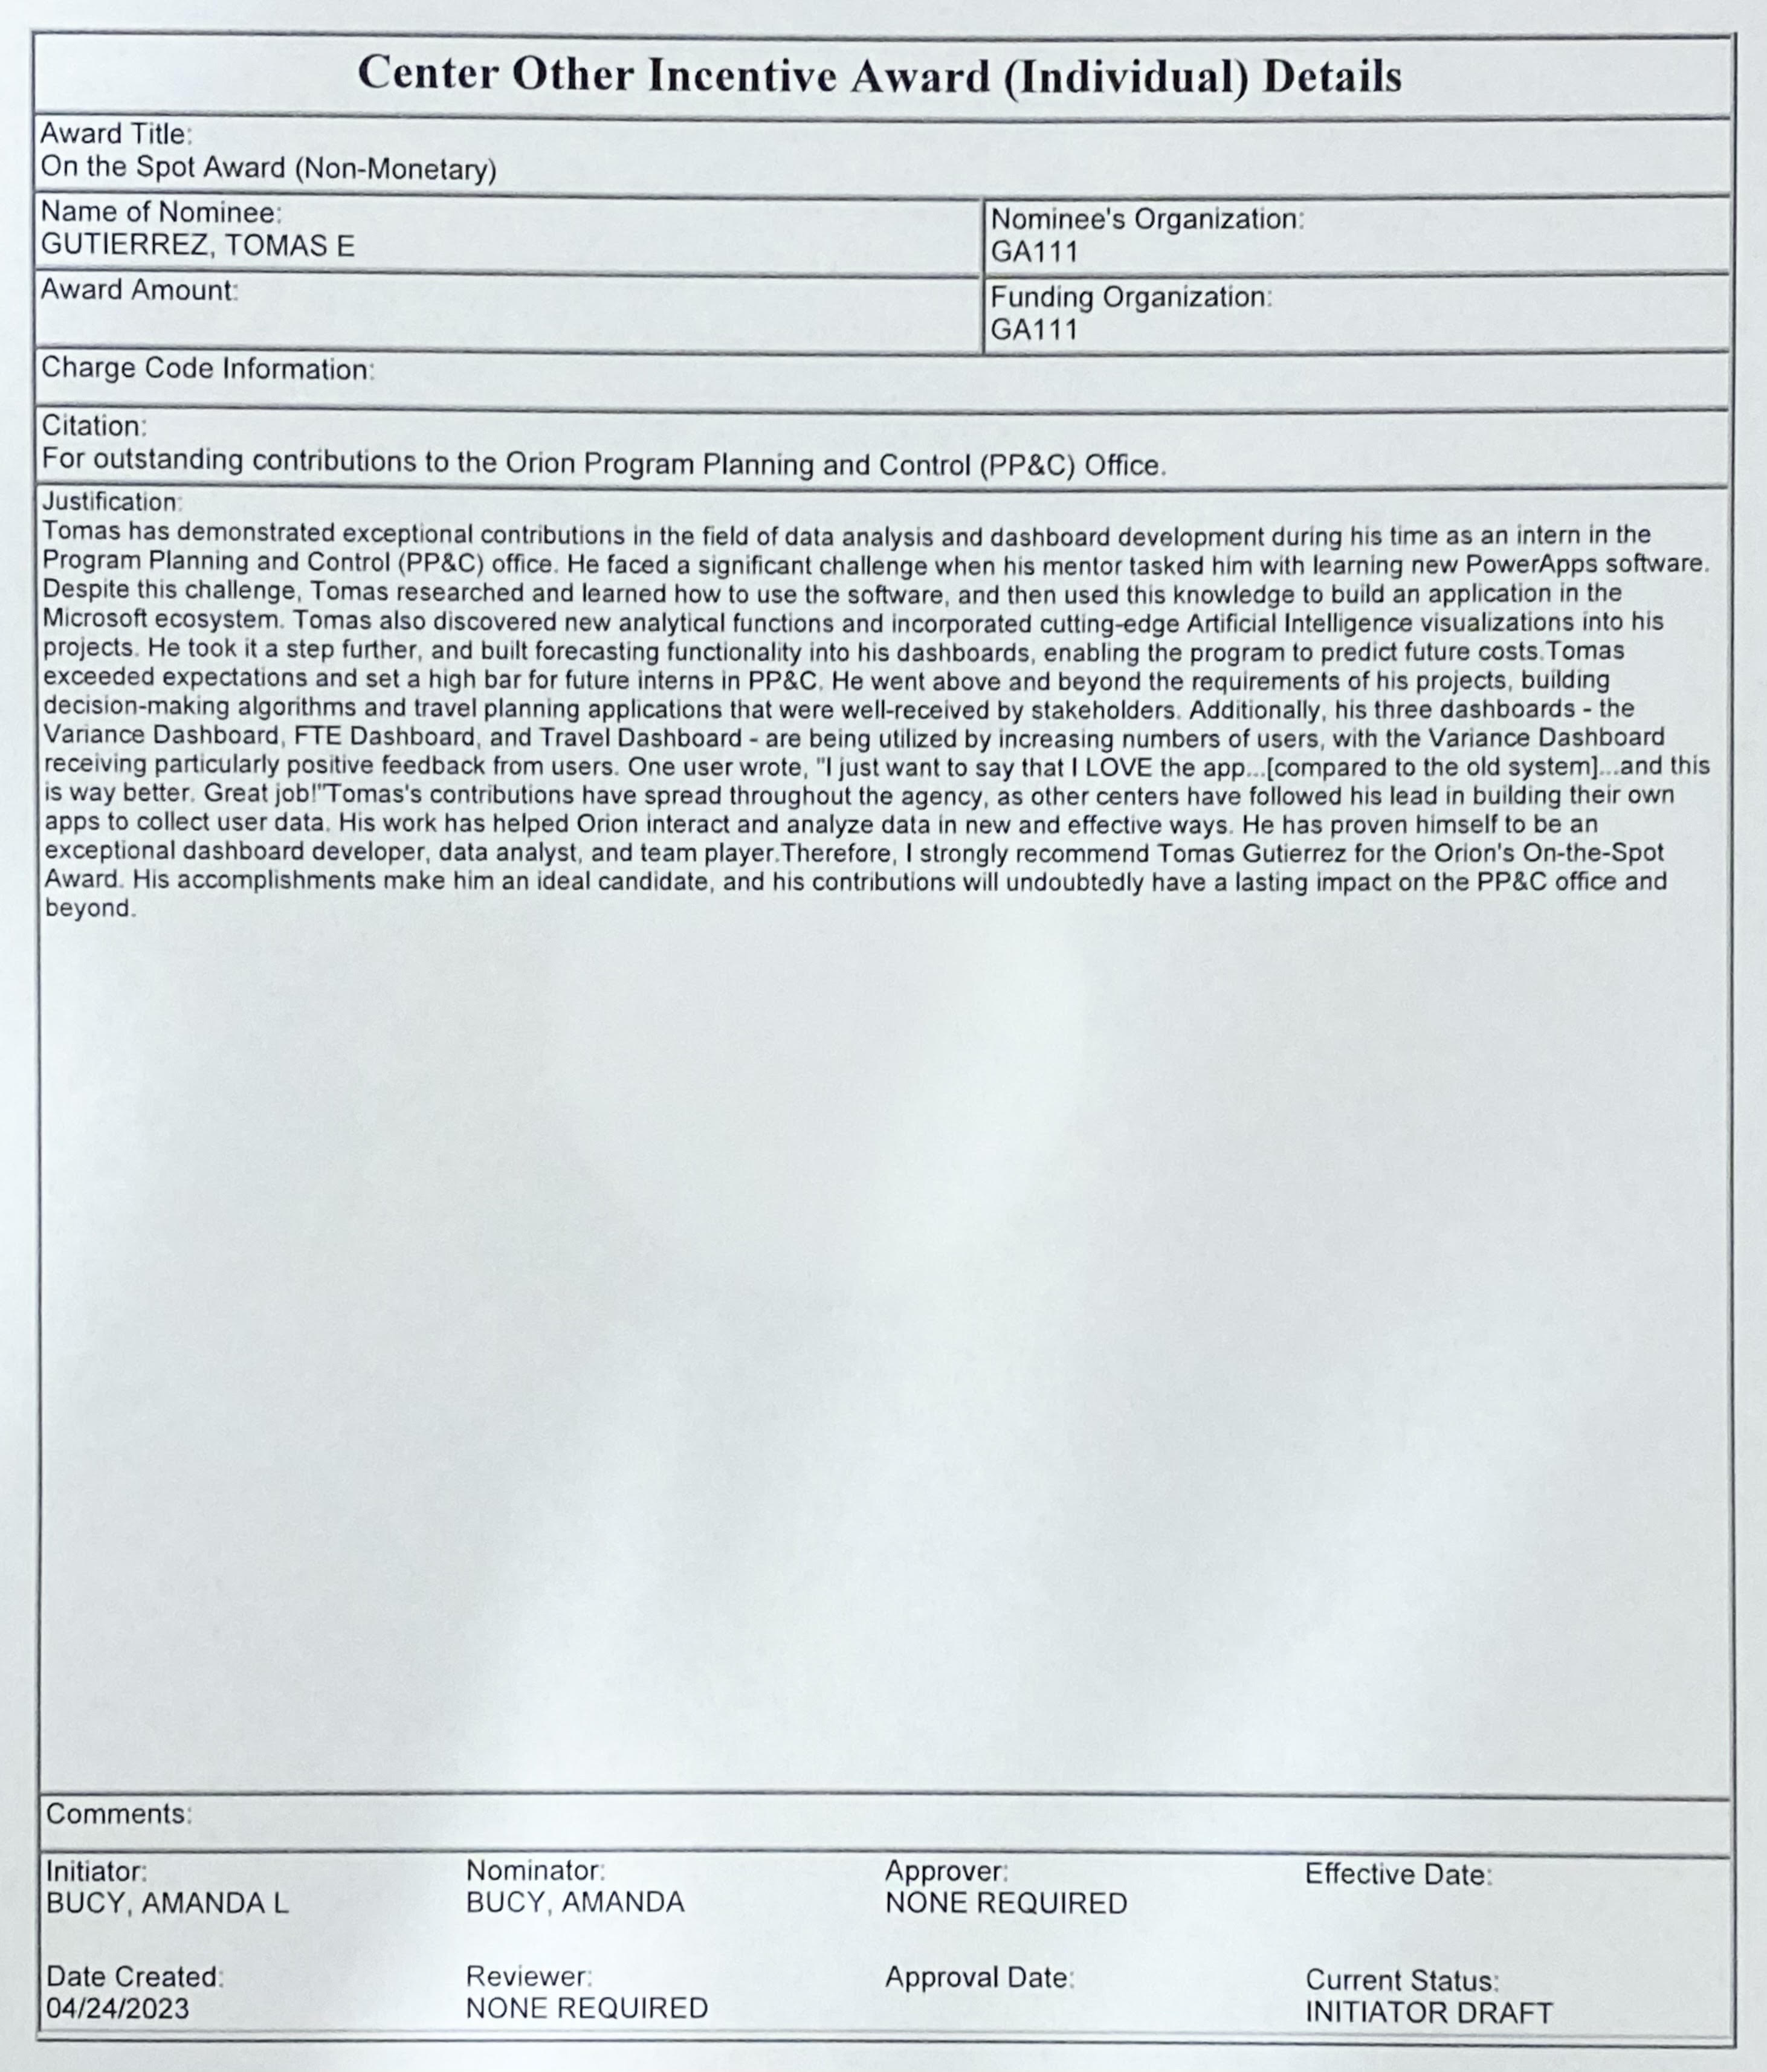 Center Other Incentive Award (Individual) Details
Award Title:
On the Spot Award (Non-Monetary)
Name of Nominee:
GUTIERREZ, TOMAS E
Nominee's Organization:
GA111
Award Amount:
Funding Organization:
GA111
Charge Code Information:
Citation:
For outstanding contributions to the Orion Program Planning and Control (PP&C) Office.
Justification:
Tomas has demonstrated exceptional contributions in the field of data analysis and dashboard development during his time as an intern in the
Program Planning and Control (PP&C) office. He faced a significant challenge when his mentor tasked him with learning new PowerApps software.
Despite this challenge, Tomas researched and learned how to use the software, and then used this knowledge to build an application in the
Microsoft ecosystem. Tomas also discovered new analytical functions and incorporated cutting-edge Artificial Intelligence visualizations into his
projects. He took it a step further, and built forecasting functionality into his dashboards, enabling the program to predict future costs.Tomas
exceeded expectations and set a high bar for future interns in PP&C. He went above and beyond the requirements of his projects, building
decision-making algorithms and travel planning applications that were well-received by stakeholders. Additionally, his three dashboards - the
Variance Dashboard, FTE Dashboard, and Travel Dashboard - are being utilized by increasing numbers of users, with the Variance Dashboard
receiving particularly positive feedback from users. One user wrote, "I just want to say that I LOVE the app...[compared to the old system]...and this
is way better. Great job!"Tomas's contributions have spread throughout the agency, as other centers have followed his lead in building their own
apps to collect user data. His work has helped Orion interact and analyze data in new and effective ways. He has proven himself to be an
exceptional dashboard developer, data analyst, and team player.Therefore, I strongly recommend Tomas Gutierrez for the Orion's On-the-Spot
Award. His accomplishments make him an ideal candidate, and his contributions will undoubtedly have a lasting impact on the PP&C office and
beyond.
Comments:
Initiator:
BUCY, AMANDA L
Nominator:
BUCY, AMANDA
Approver:
NONE REQUIRED
Effective Date:
Date Created:
04/24/2023
Reviewer:
NONE REQUIRED
Approval Date:
Current Status:
INITIATOR DRAFT